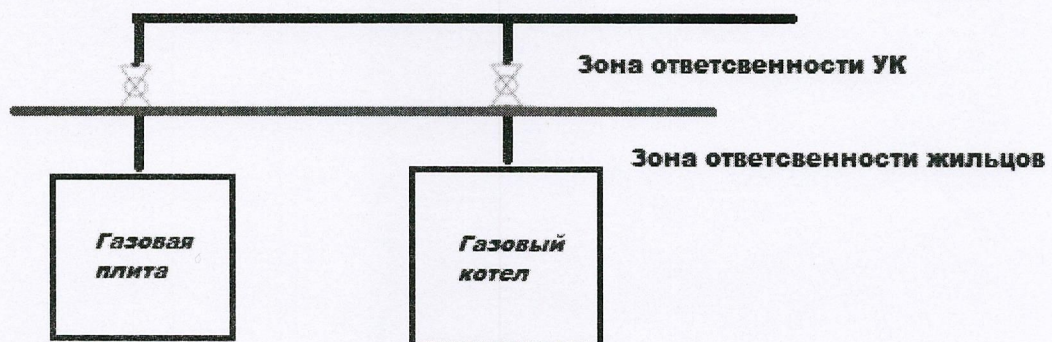 Зона ответсвенности УК
Зона ответсвенности жильцов
Газовая
плита
Газовый
котел